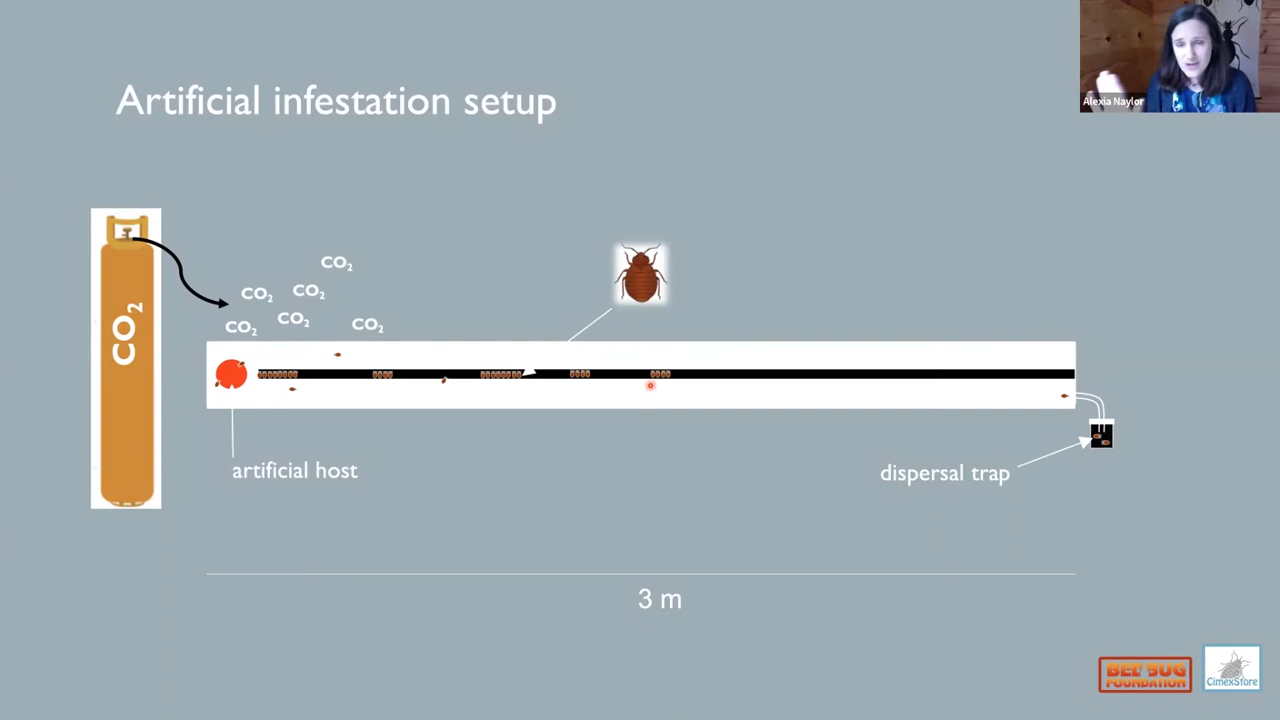 Alexia Naylor
Artificial infestation setup
CO₂
CO₂
CO₂
CO₂
CO₂
CO₂
CO₂
CO₂
artificial host
dispersal trap
3 m
BED BUG
FOUNDATION
CimexStore